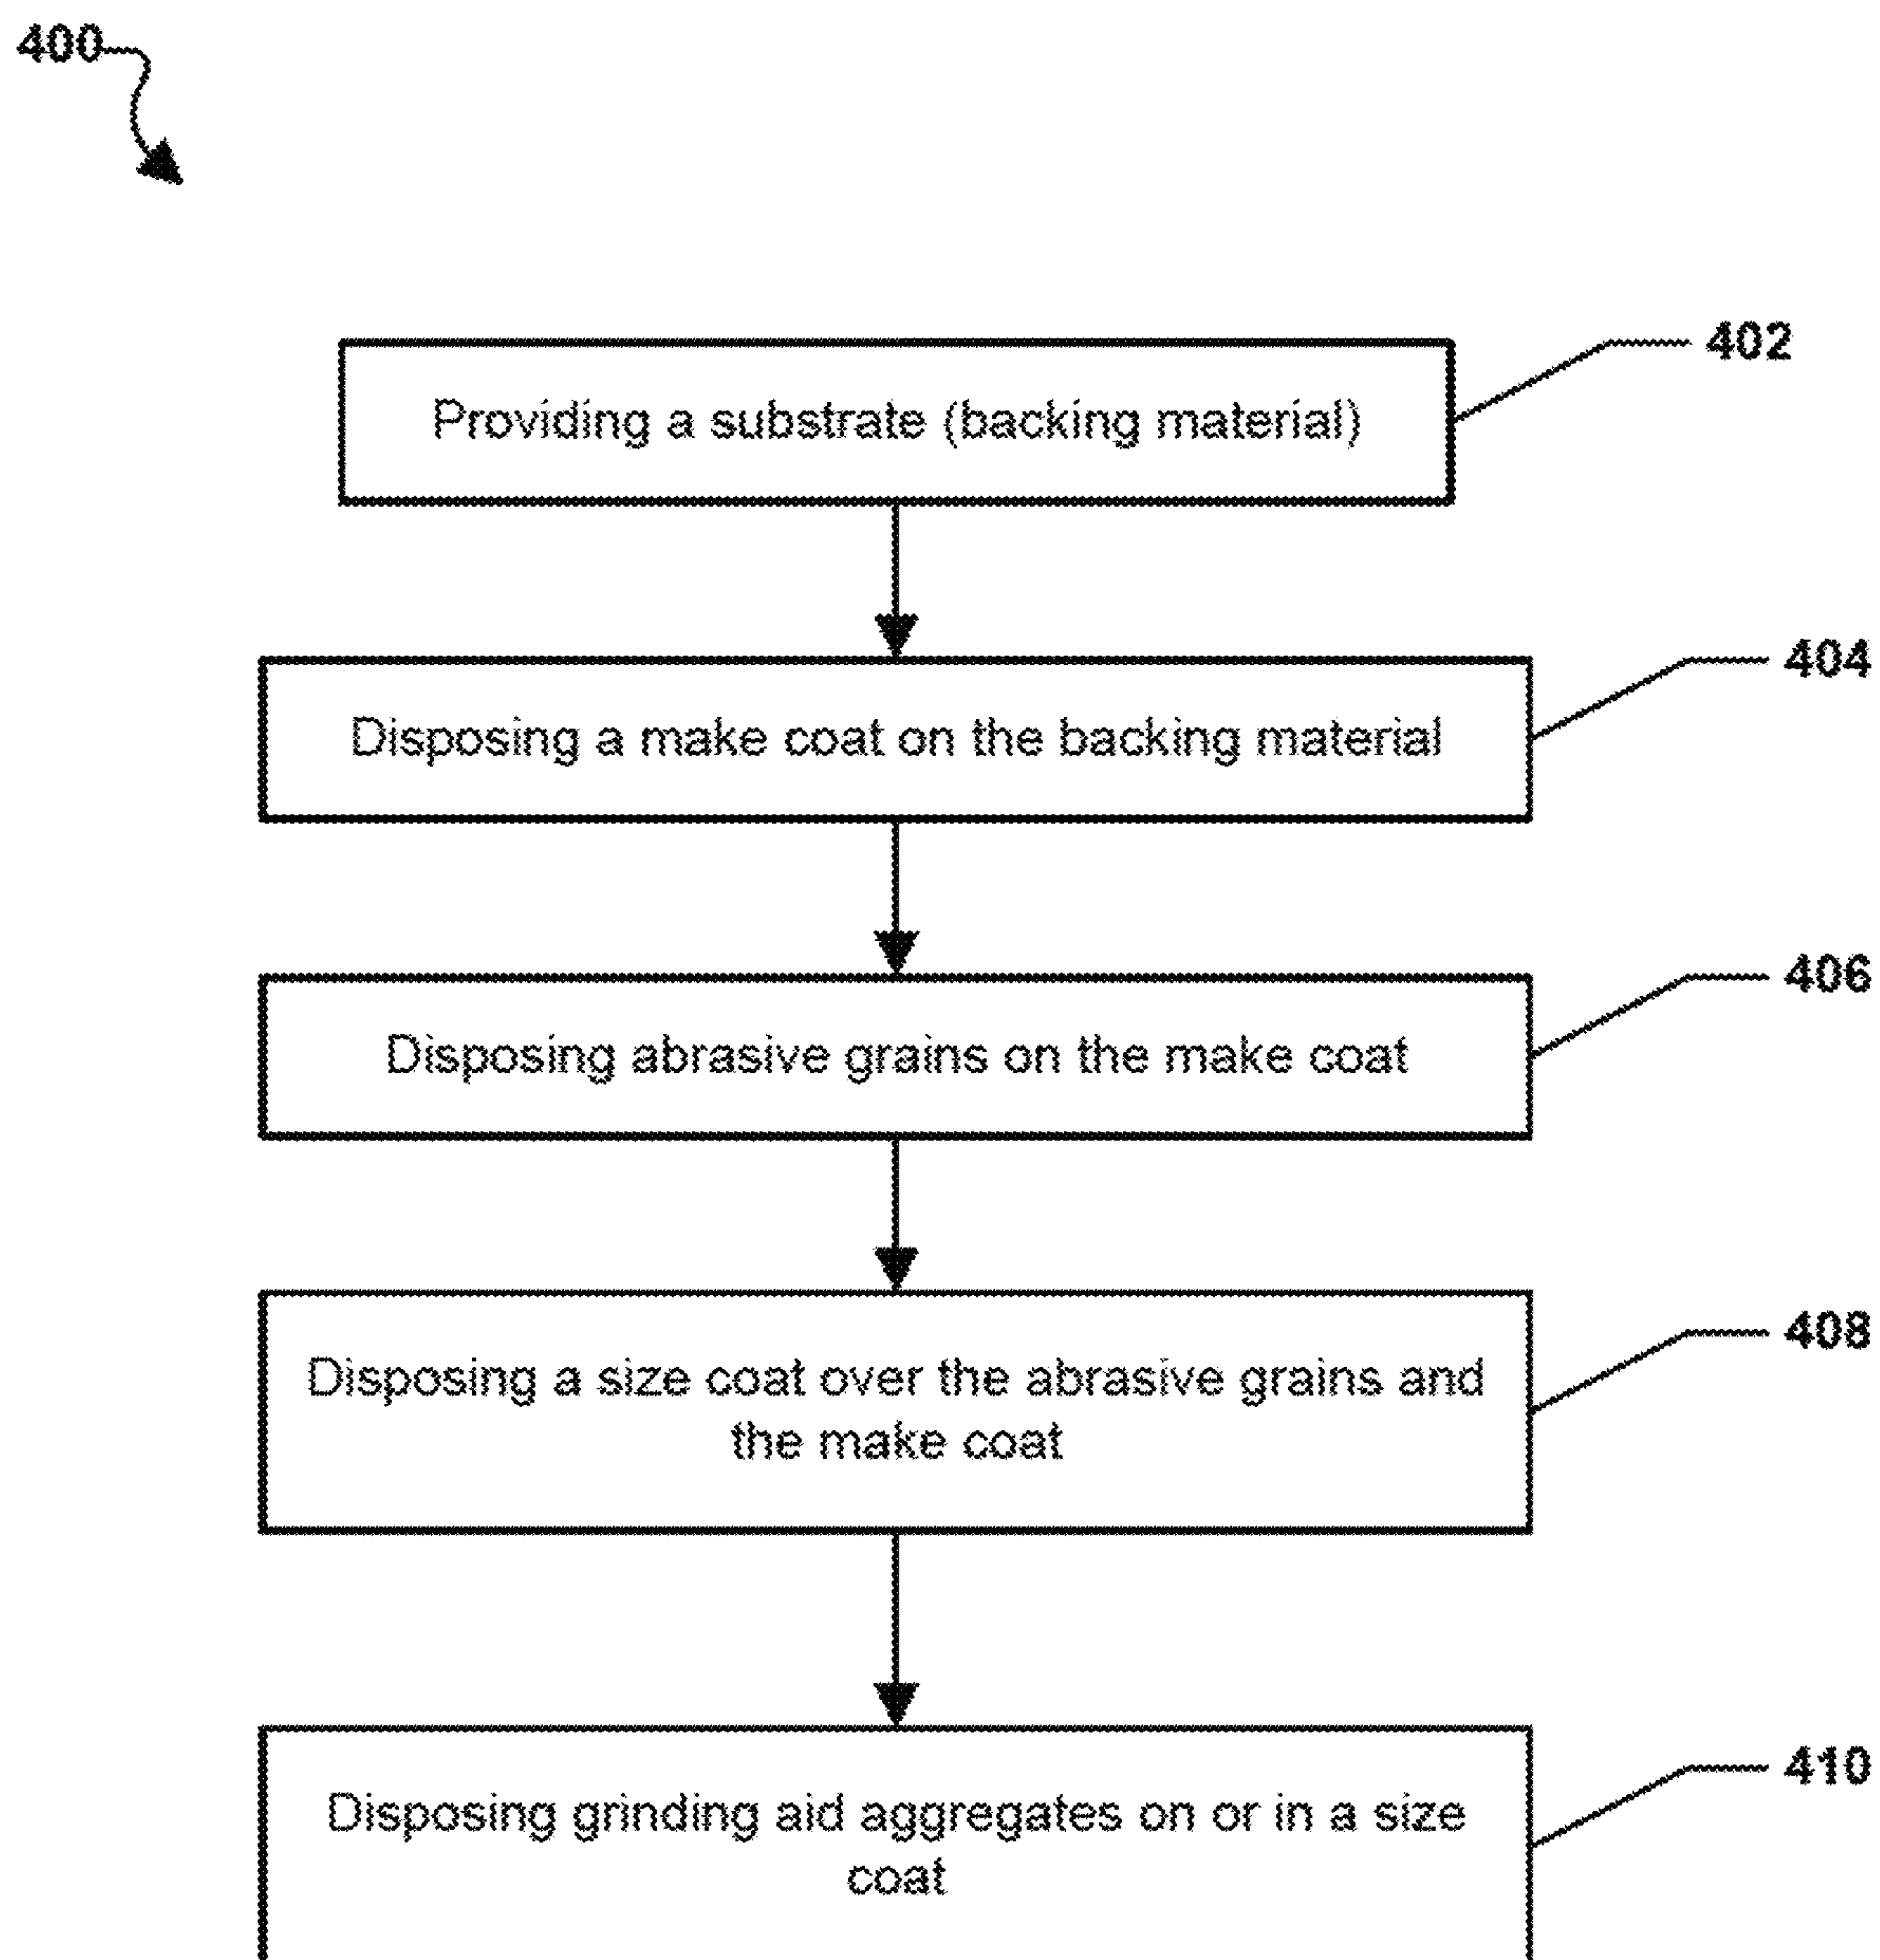 400
402
Providing a substrate (backing material)
404
Disposing a make coat on the backing material
406
Disposing abrasive grains on the make coat
408
Disposing a size coat over the abrasive grains and
the make coat
410
Disposing grinding aid aggregates on or in a size
coat